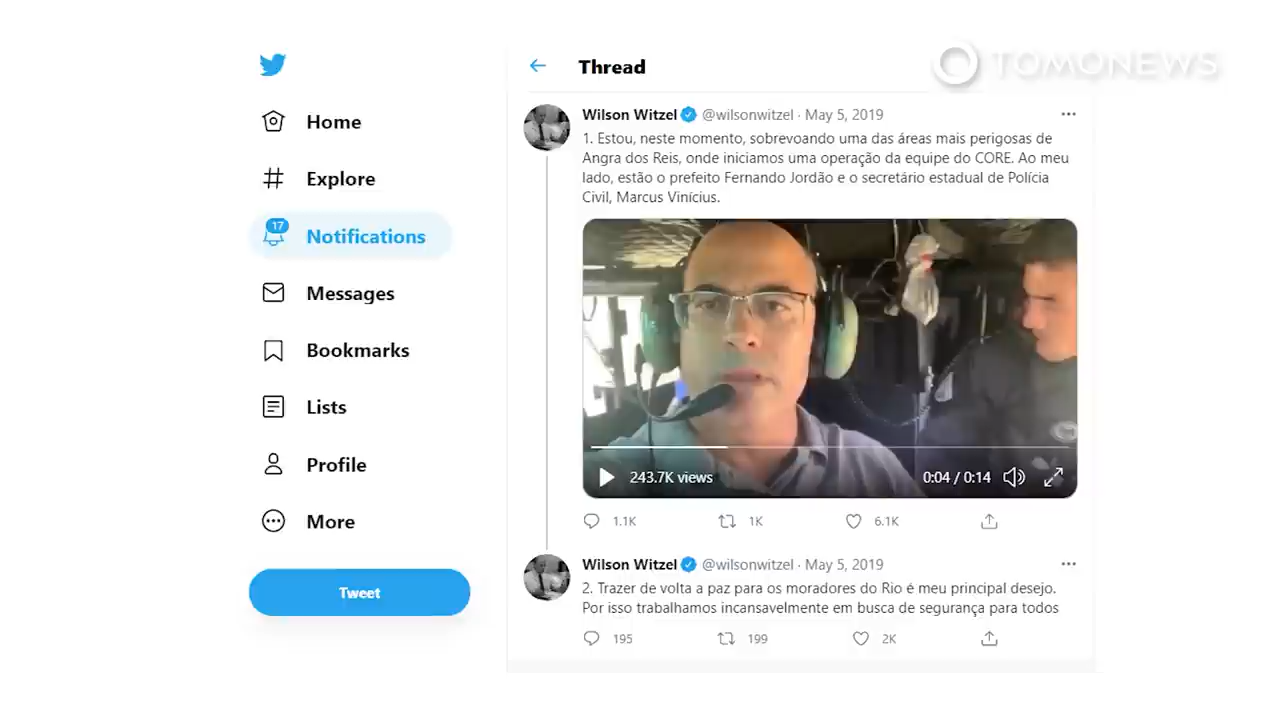 TOMONEWS
Thread
Home
Explore
17
Notifications
Messages
Bookmarks
Lists
Profile
More
Tweet
Wilson Witzel @wilsonwitzel · May 5, 2019
1. Estou, neste momento, sobrevoando uma das áreas mais perigosas de
Angra dos Reis, onde iniciamos uma operação da equipe do CORE. Ao meu
lado, estão o prefeito Fernando Jordão e o secretário estadual de Polícia
Civil, Marcus Vinícius.
243.7K views
0:04 / 0:14
1.1K 1K 6.1K
Wilson Witzel @wilsonwitzel · May 5, 2019
2. Trazer de volta a paz para os moradores do Rio é meu principal desejo.
Por isso trabalhamos incansavelmente em busca de segurança para todos
195 199 2K